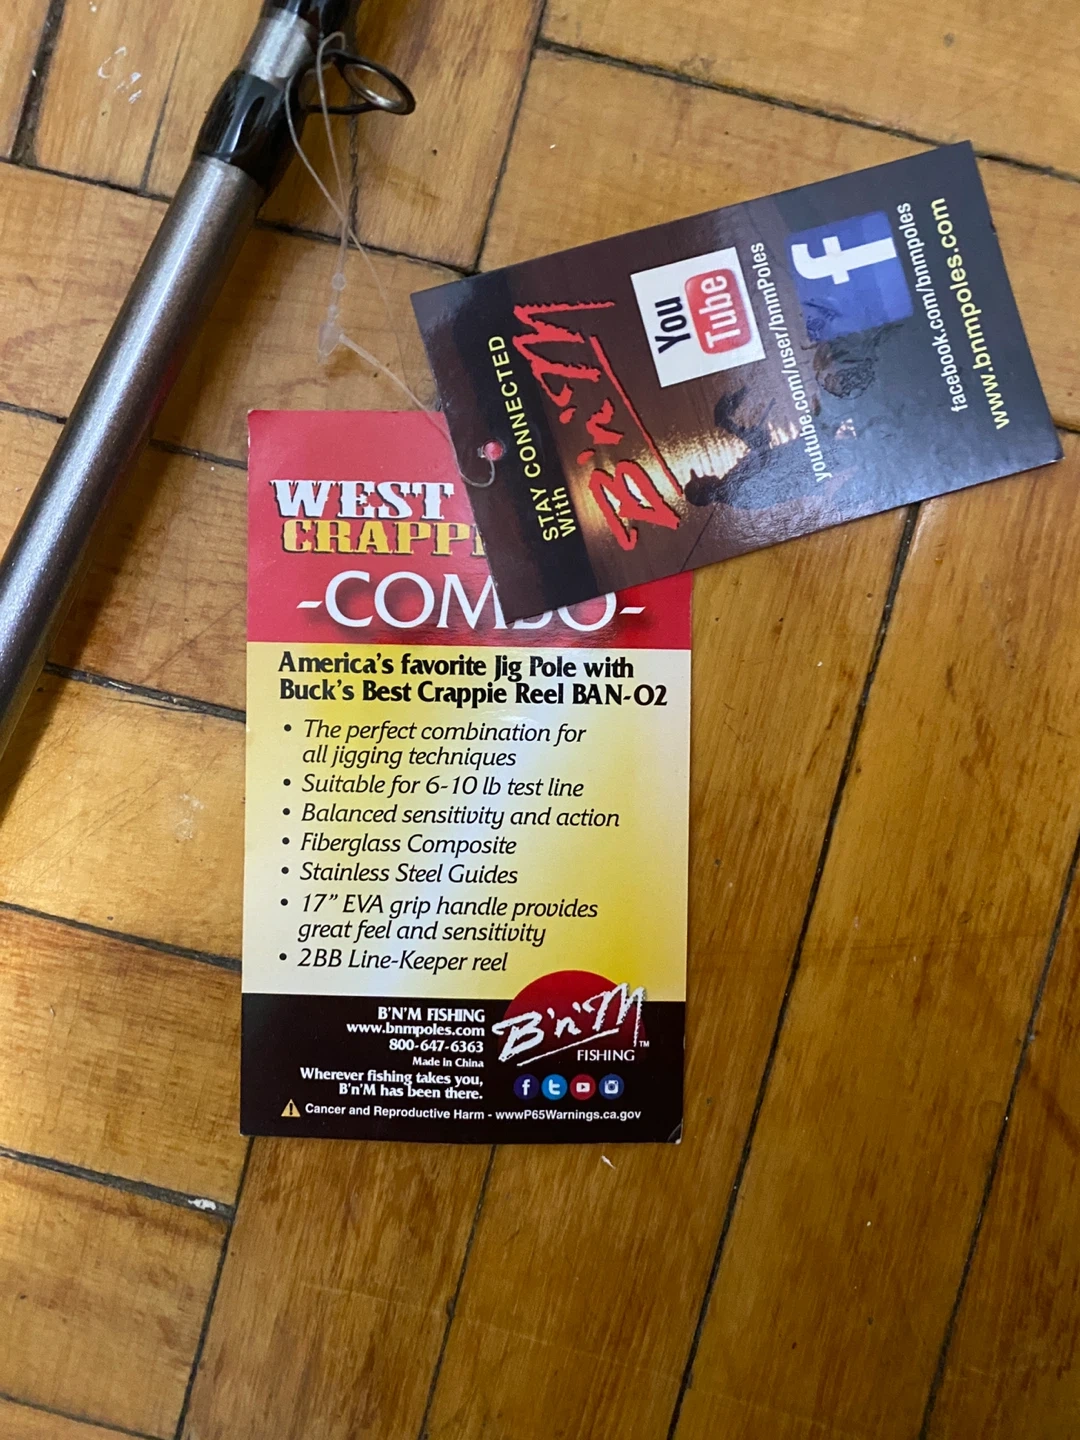 STAY CONNECTED
With
B'n'M
You
Tube
youtube.com/user/bnmPoles
f
facebook.com/bnmpoles
www.bnmpoles.com
WEST
-COMBO-
America's favorite Jig Pole with
Buck's Best Crappie Reel BAN-02
• The perfect combination for
all jigging techniques
• Suitable for 6-10 lb test line
• Balanced sensitivity and action
• Fiberglass Composite
• Stainless Steel Guides
• 17" EVA grip handle provides
great feel and sensitivity
• 2BB Line-Keeper reel
B'N'M FISHING
www.bnmpoles.com
800-647-6363
Made in China
Wherever fishing takes you,
B'n'M has been there.
B'n'M™
FISHING
Cancer and Reproductive Harm - wwwP65Warnings.ca.gov